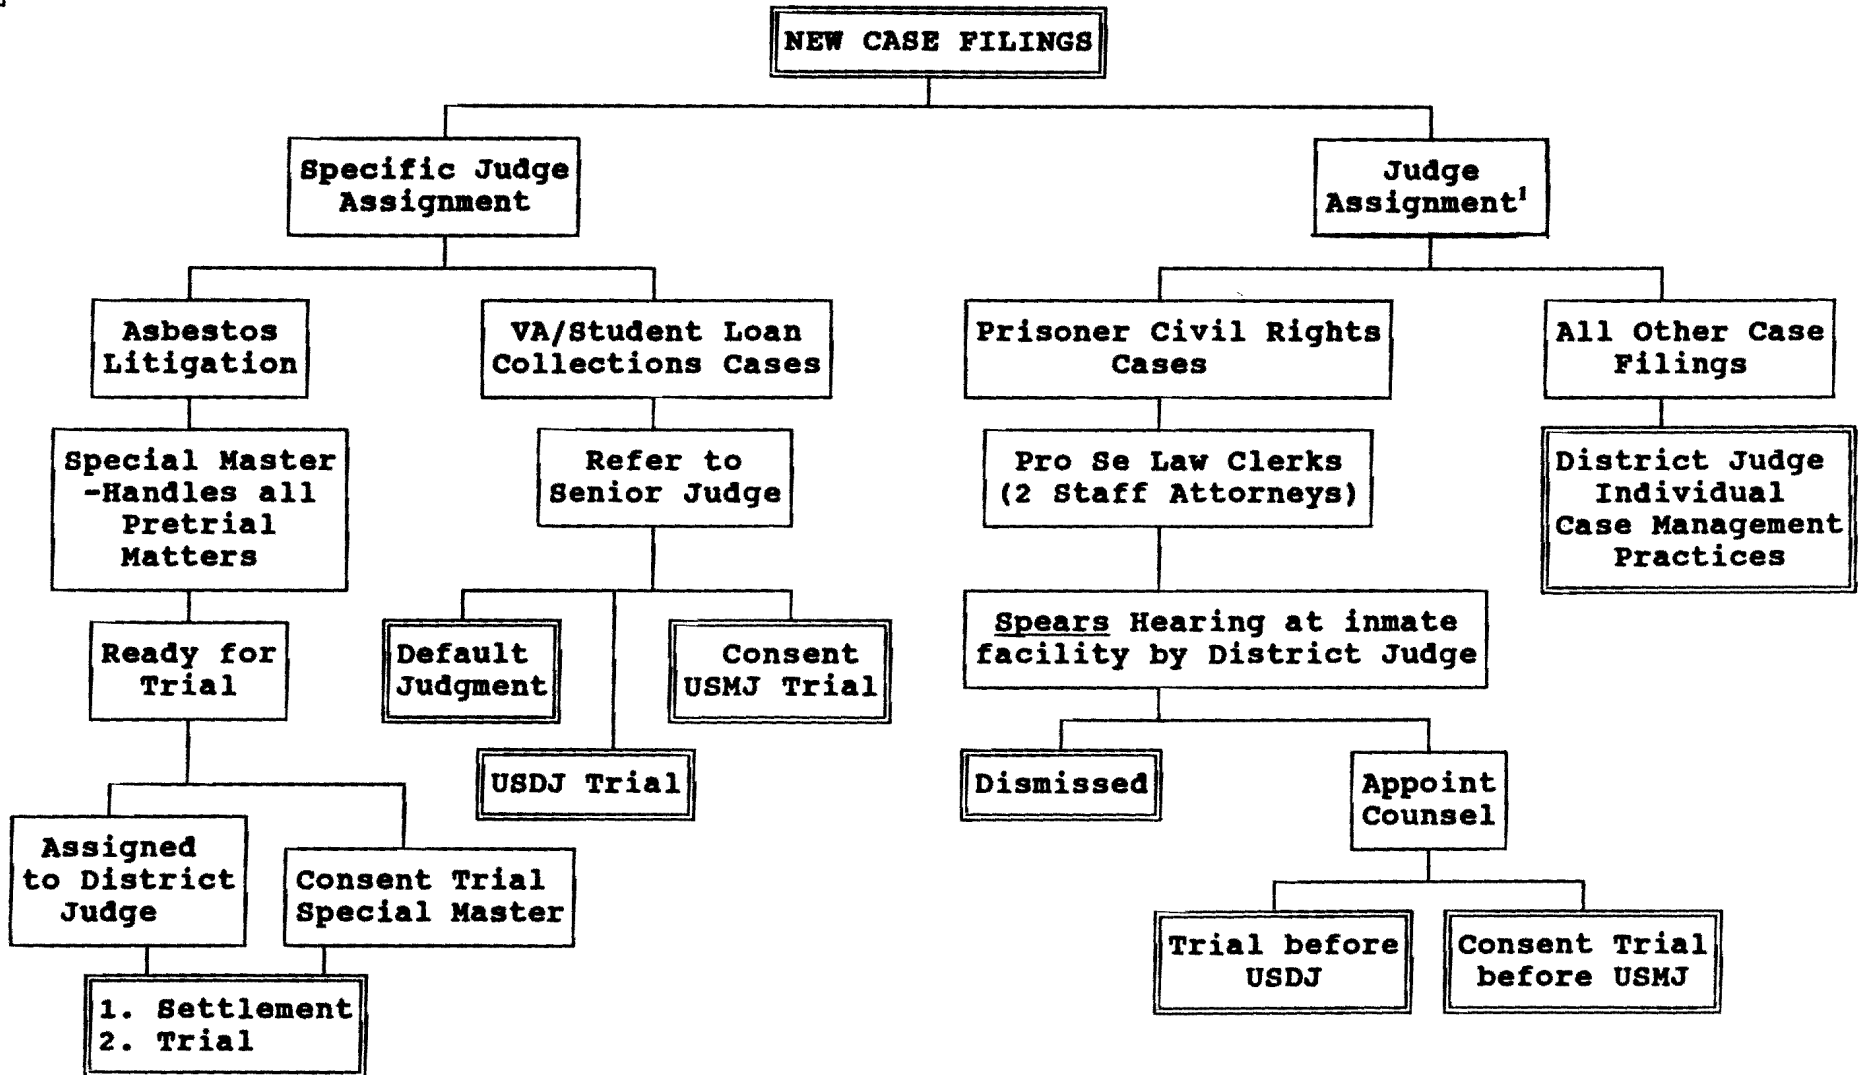 NEW CASE FILINGS
Specific Judge
Assignment
Judge
Assignment¹
Asbestos
Litigation
VA/Student Loan
Collections Cases
Prisoner Civil Rights
Cases
All Other Case
Filings
Special Master
-Handles all
Pretrial
Matters
Refer to
Senior Judge
Pro Se Law Clerks
(2 Staff Attorneys)
District Judge
Individual
Case Management
Practices
Ready for
Trial
Default
Judgment
Consent
USMJ Trial
Spears Hearing at inmate
facility by District Judge
USDJ Trial
Dismissed
Appoint
Counsel
Assigned
to District
Judge
Consent Trial
Special Master
Trial before
USDJ
Consent Trial
before USMJ
1. Settlement
2. Trial